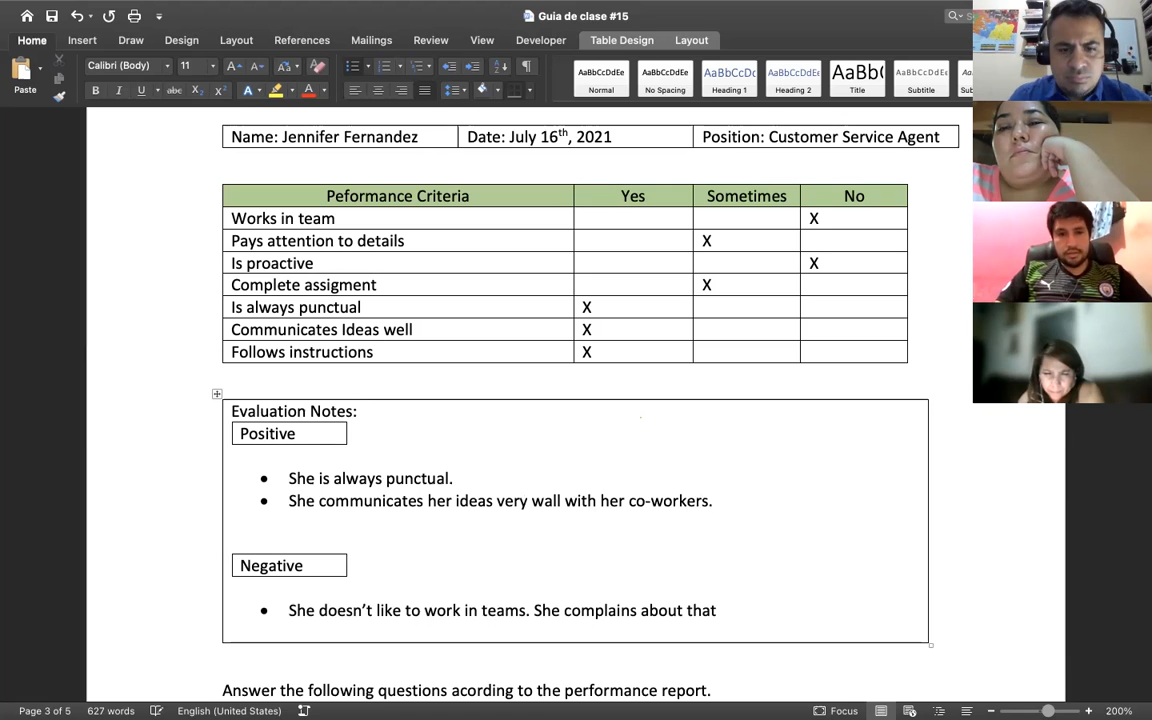 Guia de clase #15
Home Insert Draw Design Layout References Mailings Review View Developer Table Design Layout
Paste
Calibri (Body) 11
AaBbCcDdEe AaBbCcDdEe AaBbCcDc AaBbCcDdEe AaBb( AaBbCcDdEe
Normal No Spacing Heading 1 Heading 2 Title Subtitle
Name: Jennifer Fernandez Date: July 16th, 2021 Position: Customer Service Agent
Peformance Criteria Yes Sometimes No
Works in team X
Pays attention to details X
Is proactive X
Complete assigment X
Is always punctual X
Communicates Ideas well X
Follows instructions X
Evaluation Notes:
Positive
• She is always punctual.
• She communicates her ideas very wall with her co-workers.
Negative
• She doesn't like to work in teams. She complains about that
Answer the following questions acording to the performance report.
Page 3 of 5 627 words English (United States) Focus 200%